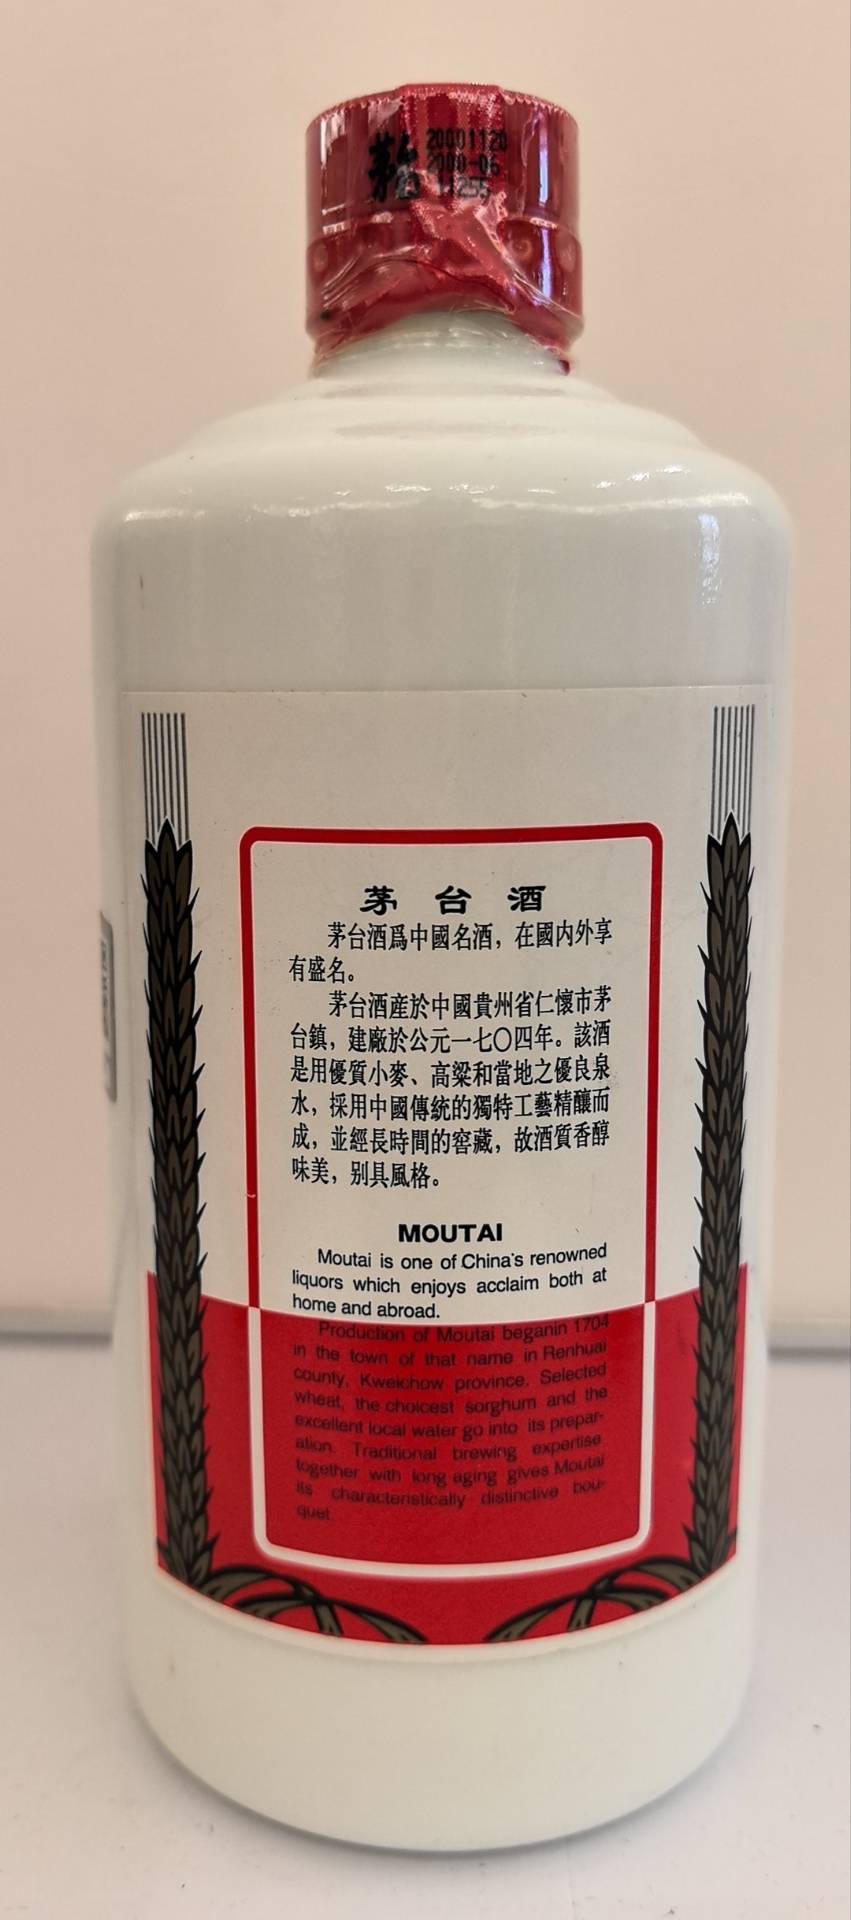 茅台
20001120
2000-06
11255
茅台酒
茅台酒爲中國名酒，在國内外享
有盛名。
茅台酒産於中國貴州省仁懷市茅
台鎮，建廠於公元一七〇四年。該酒
是用優質小麥、高粱和當地之優良泉
水，採用中國傳統的獨特工藝精釀而
成，並經長時間的窖藏，故酒質香醇
味美，别具風格。
MOUTAI
Moutai is one of China's renowned
liquors which enjoys acclaim both at
home and abroad.
Production of Moutai beganin 1704
in the town of that name in Renhuai
county, Kweichow province. Selected
wheat, the choicest sorghum and the
excellent local water go into its prepar-
ation. Traditional brewing expertise
together with long aging gives Moutai
its characteristically distinctive bou-
quet.